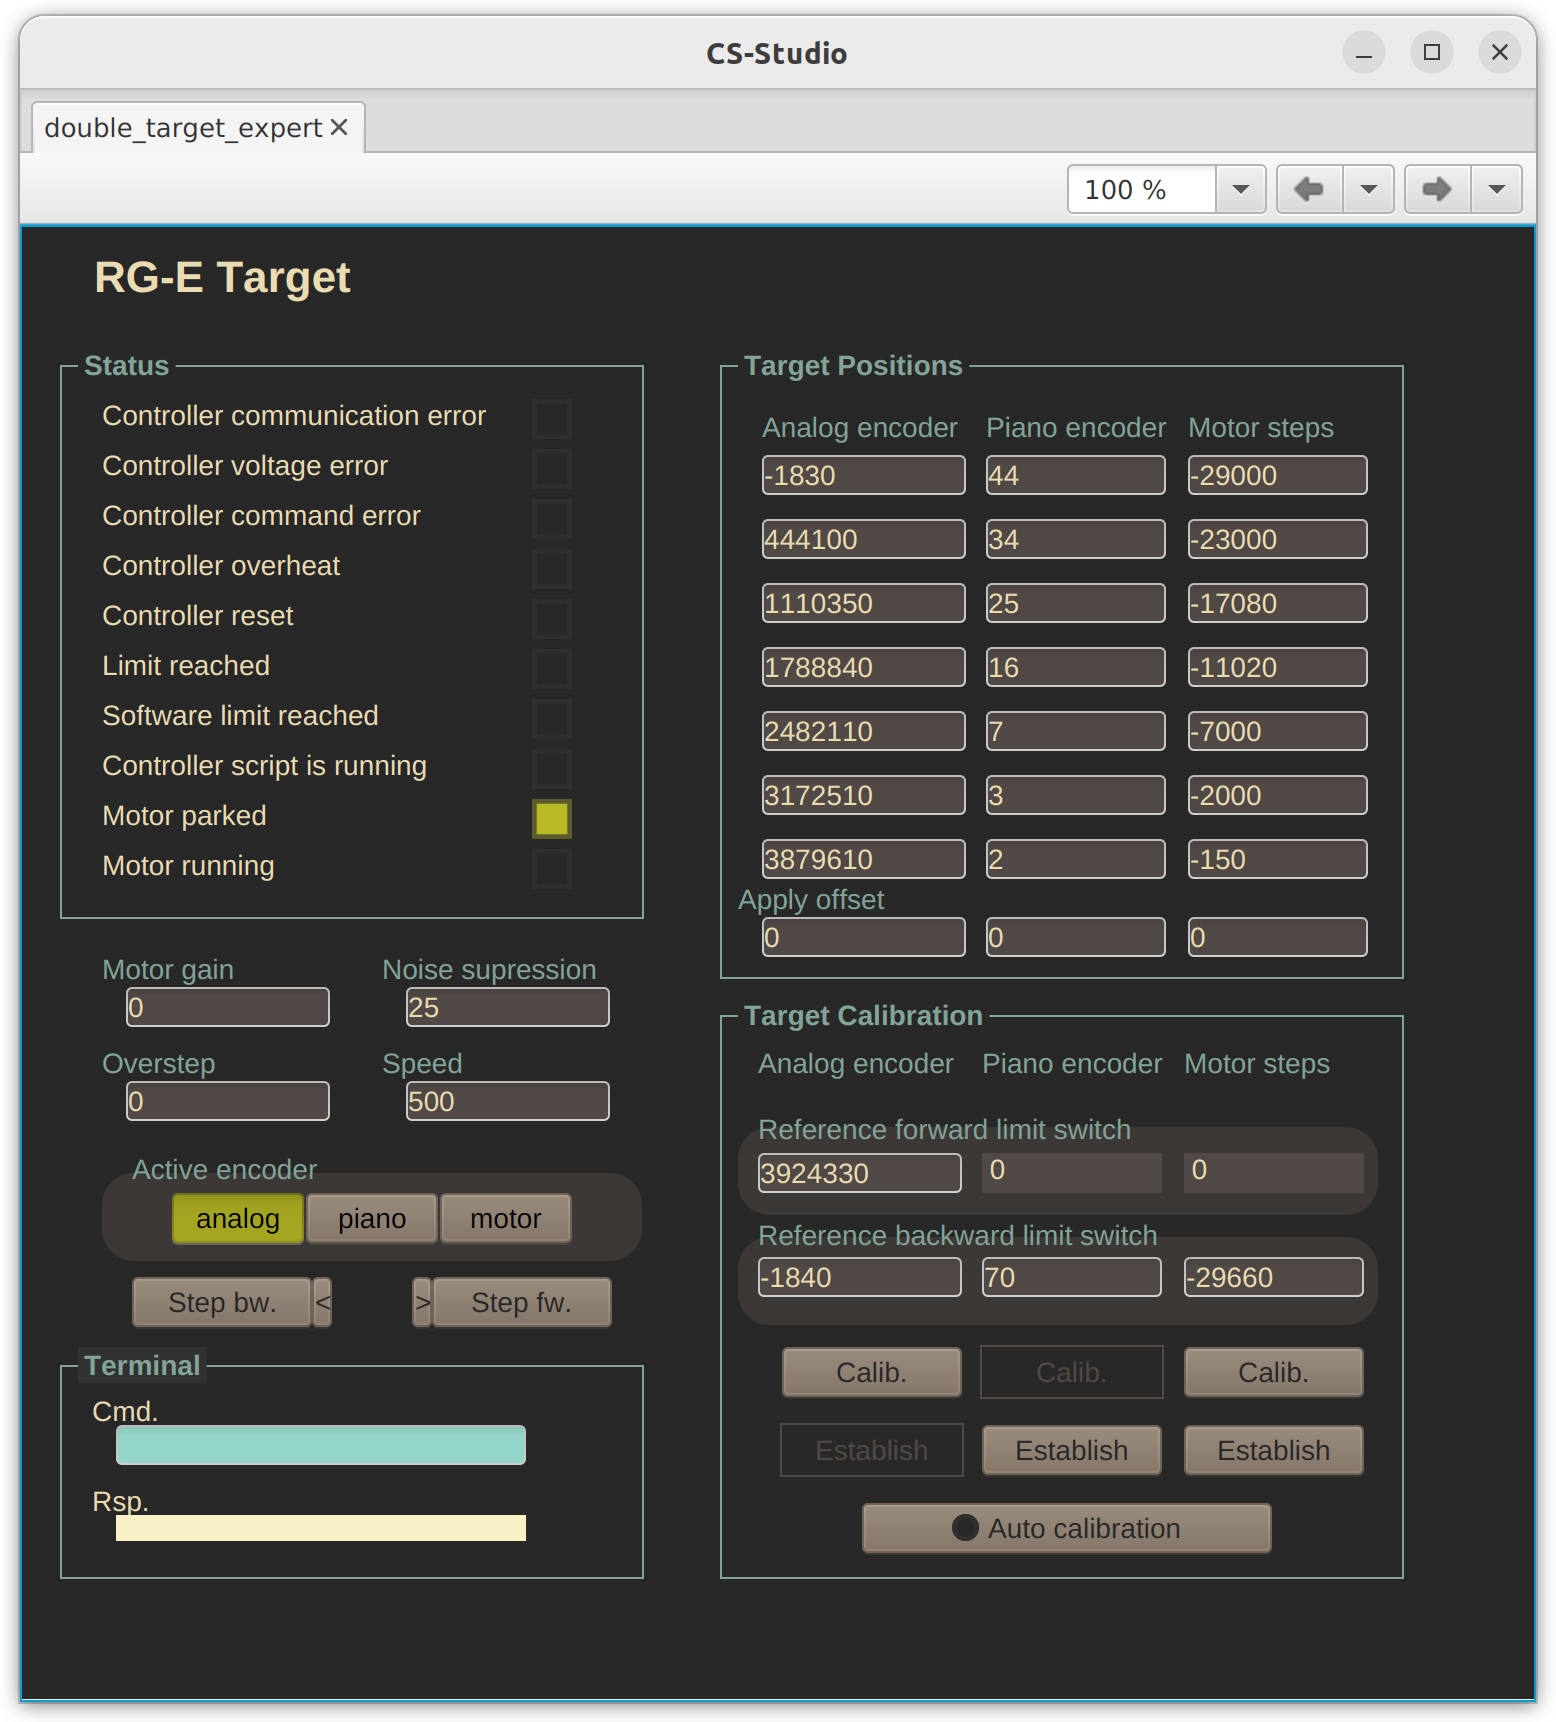 CS-Studio
double_target_expert
100 %
RG-E Target
Status
Controller communication error
Controller voltage error
Controller command error
Controller overheat
Controller reset
Limit reached
Software limit reached
Controller script is running
Motor parked
Motor running
Motor gain Noise supression
0 25
Overstep Speed
0 500
Active encoder
analog piano motor
Step bw. < > Step fw.
Terminal
Cmd.
Rsp.
Target Positions
Analog encoder Piano encoder Motor steps
-1830 44 -29000
444100 34 -23000
1110350 25 -17080
1788840 16 -11020
2482110 7 -7000
3172510 3 -2000
3879610 2 -150
Apply offset
0 0 0
Target Calibration
Analog encoder Piano encoder Motor steps
Reference forward limit switch
3924330 0 0
Reference backward limit switch
-1840 70 -29660
Calib. Calib. Calib.
Establish Establish Establish
Auto calibration